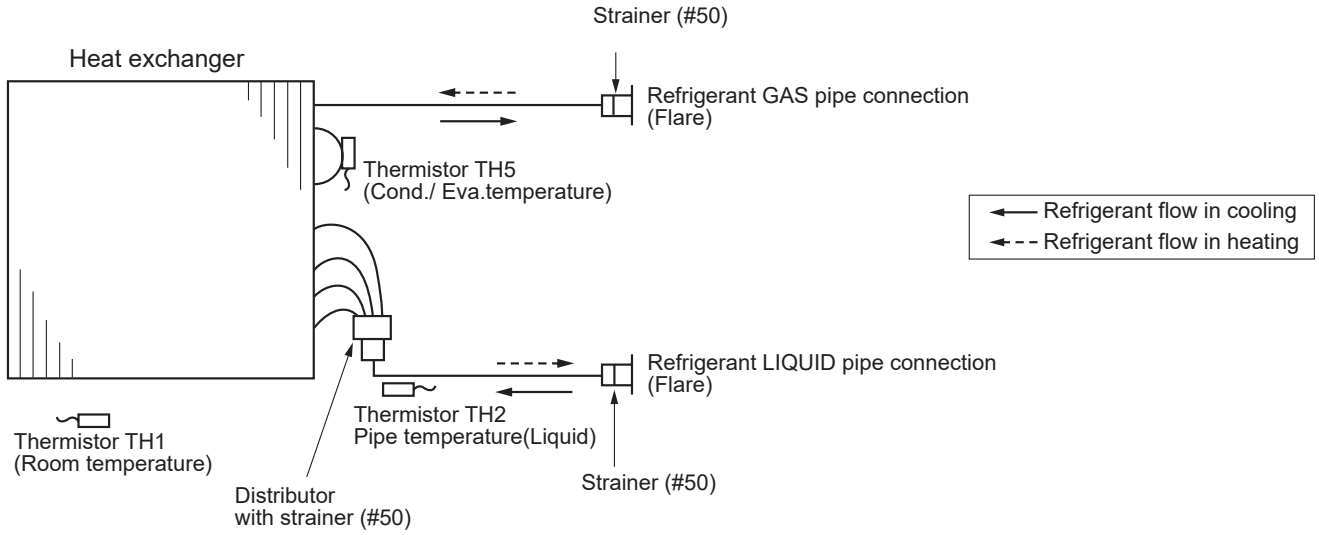 Strainer (#50)
Heat exchanger
Refrigerant GAS pipe connection
(Flare)
Thermistor TH5
(Cond./ Eva.temperature)
Refrigerant flow in cooling
Refrigerant flow in heating
Refrigerant LIQUID pipe connection
(Flare)
Thermistor TH2
Pipe temperature(Liquid)
Thermistor TH1
(Room temperature)
Strainer (#50)
Distributor
with strainer (#50)